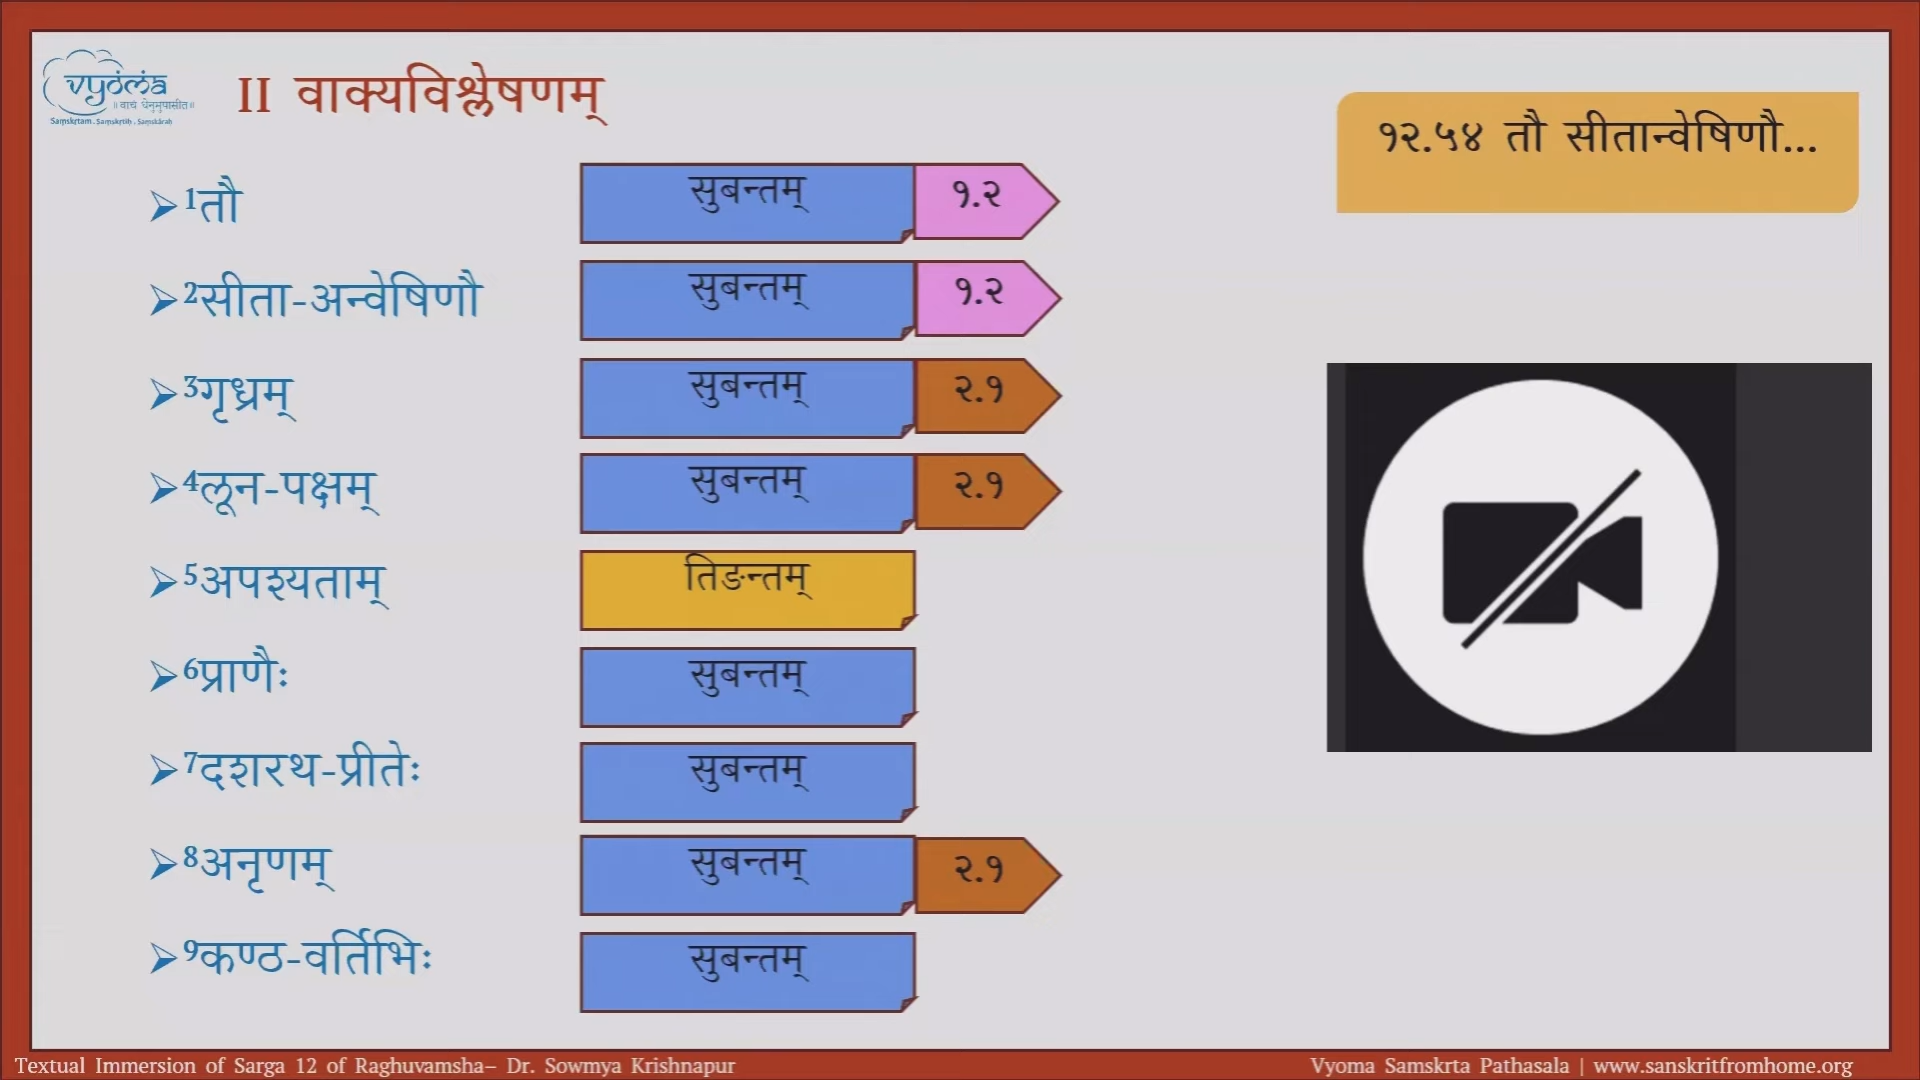 vyoma
॥ वाचं धेनुमुपासीत॥
Saṃskṛtam . Saṃskṛtiḥ . Saṃskāraḥ
II वाक्यविश्लेषणम्
१२.५४ तौ सीतान्वेषिणौ...
➢¹तौ सुबन्तम् १.२
➢²सीता-अन्वेषिणौ सुबन्तम् १.२
➢³गृध्रम् सुबन्तम् २.१
➢⁴लून-पक्षम् सुबन्तम् २.१
➢⁵अपश्यताम् तिङन्तम्
➢⁶प्राणैः सुबन्तम्
➢⁷दशरथ-प्रीतेः सुबन्तम्
➢⁸अनृणम् सुबन्तम् २.१
➢⁹कण्ठ-वर्तिभिः सुबन्तम्
Textual Immersion of Sarga 12 of Raghuvamsha– Dr. Sowmya Krishnapur
Vyoma Samskrta Pathasala | www.sanskritfromhome.org